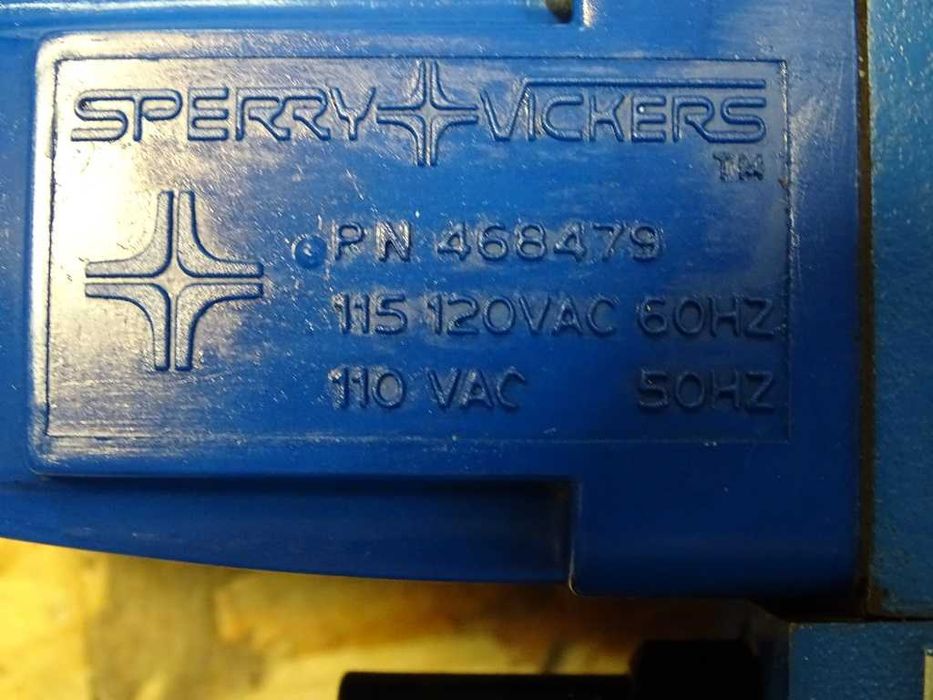 SPERRY VICKERS
TM
PN 468479
115 120VAC 60HZ
110 VAC 50HZ